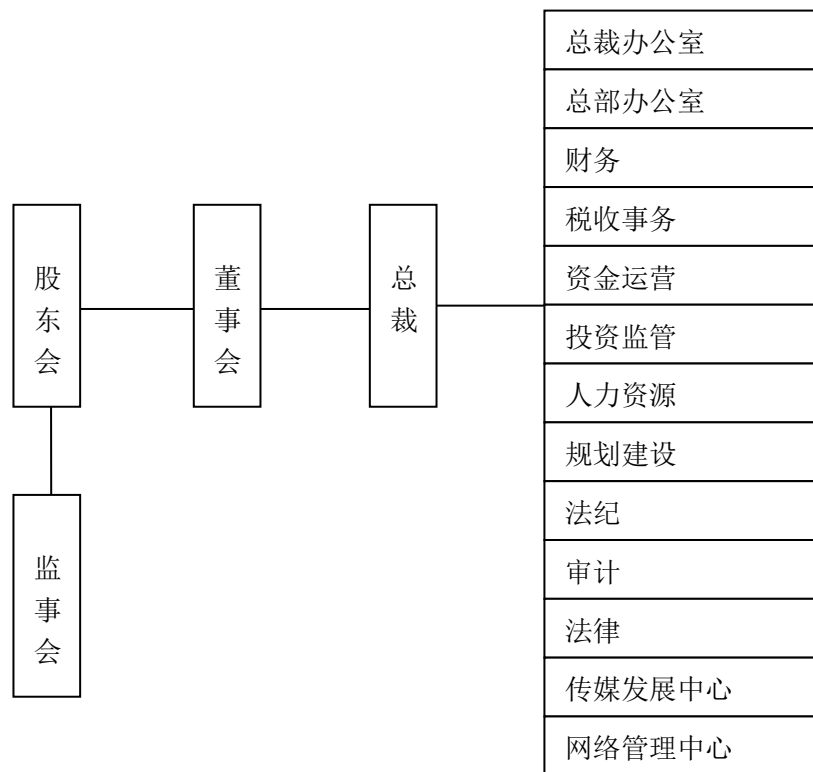 股东会
监事会
董事会
总裁
总裁办公室
总部办公室
财务
税收事务
资金运营
投资监管
人力资源
规划建设
法纪
审计
法律
传媒发展中心
网络管理中心